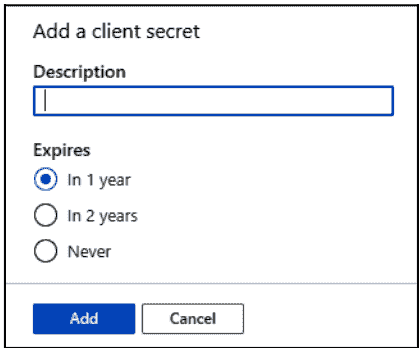 Add a client secret
Description
Expires
In 1 year
In 2 years
Never
Add Cancel